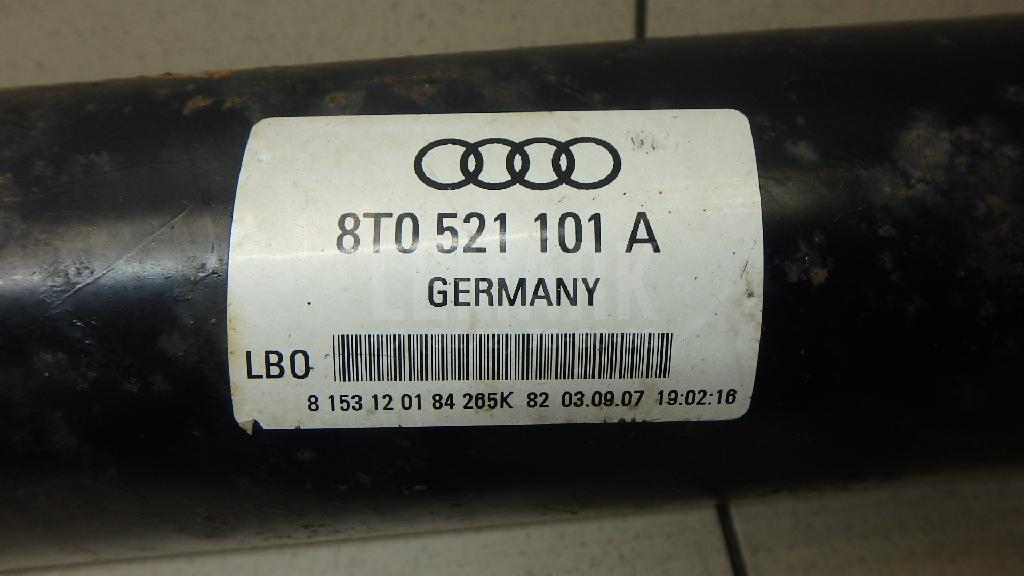 8T0 521 101 A
GERMANY
LBO
8 153 12 01 84 265K 82 03.09.07 19:02:16